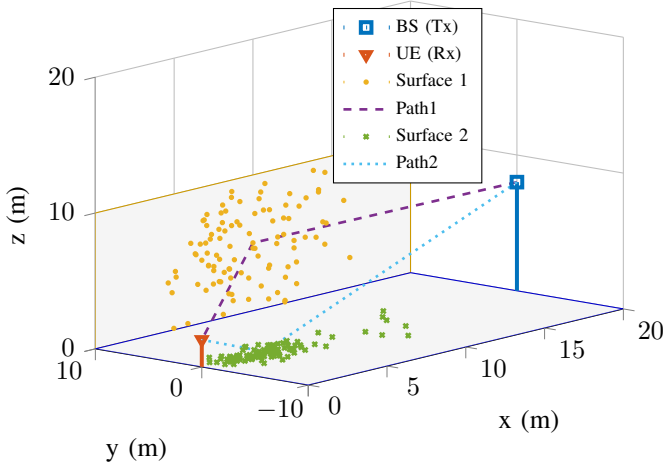 BS (Tx)
UE (Rx)
Surface 1
Path1
Surface 2
Path2
20
10
0
z (m)
10
0
−10
y (m)
0
5
10
15
20
x (m)